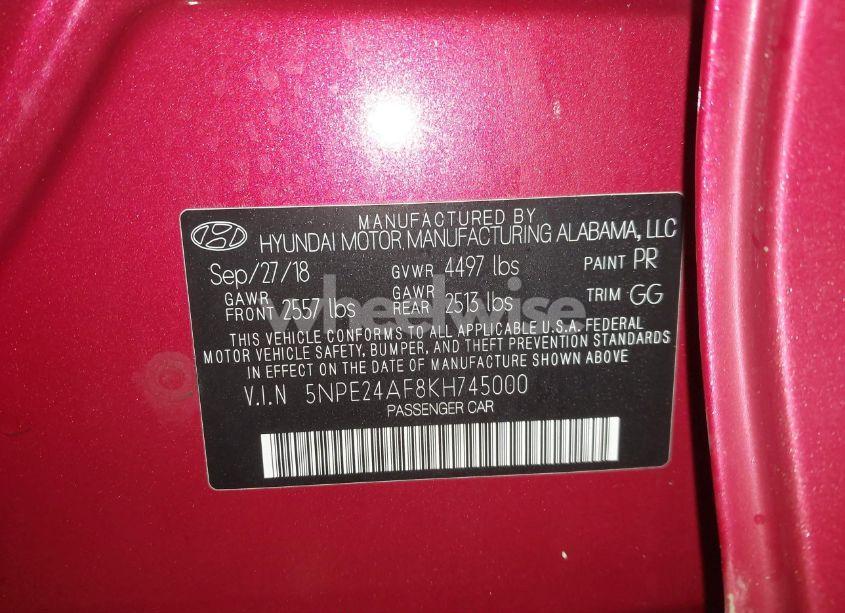 MANUFACTURED BY
HYUNDAI MOTOR MANUFACTURING ALABAMA, LLC
Sep/27/18 GVWR 4497 lbs PAINT PR
GAWR FRONT 2557 lbs GAWR REAR 2513 lbs TRIM GG
wheelwise
THIS VEHICLE CONFORMS TO ALL APPLICABLE U.S.A. FEDERAL
MOTOR VEHICLE SAFETY, BUMPER, AND THEFT PREVENTION STANDARDS
IN EFFECT ON THE DATE OF MANUFACTURE SHOWN ABOVE
V.I.N 5NPE24AF8KH745000
PASSENGER CAR